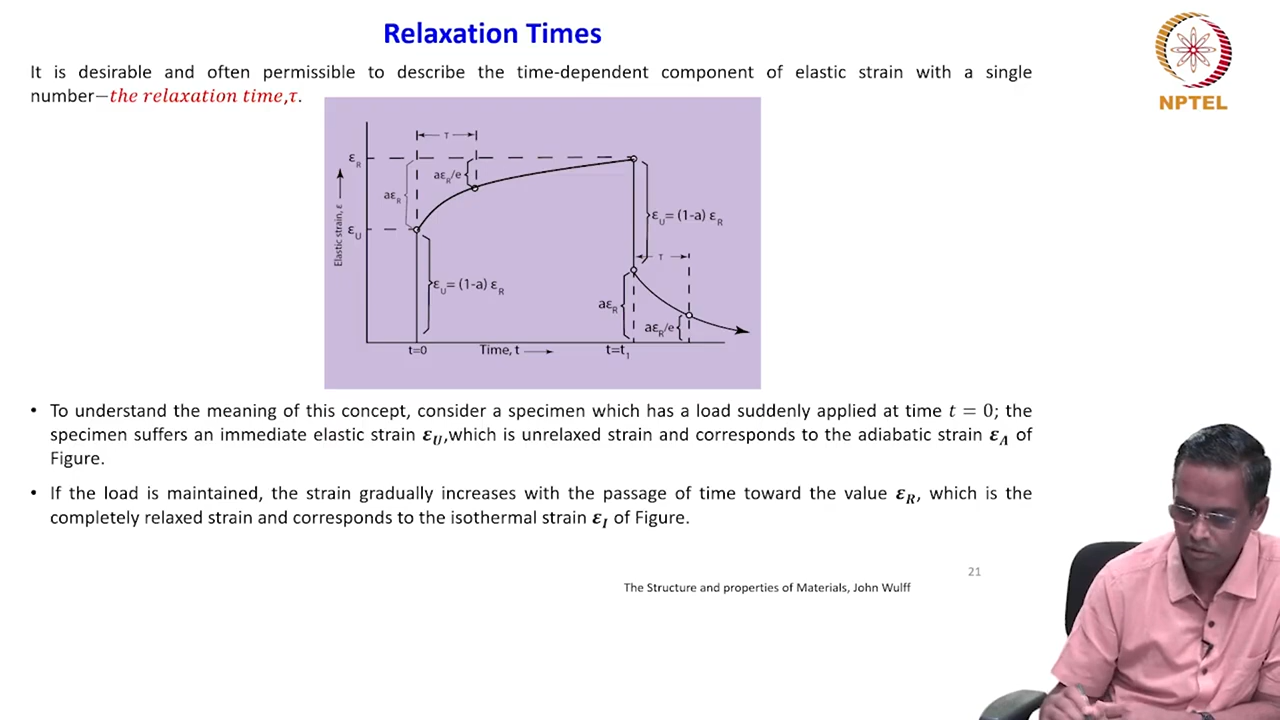 Relaxation Times
It is desirable and often permissible to describe the time-dependent component of elastic strain with a single
number−the relaxation time,τ.
NPTEL
τ
ε_R
aε_R/e
aε_R
ε_U = (1-a) ε_R
Elastic strain, ε
ε_U
τ
ε_U = (1-a) ε_R
aε_R
aε_R/e
t=0
Time, t
t=t_1
• To understand the meaning of this concept, consider a specimen which has a load suddenly applied at time t = 0; the
specimen suffers an immediate elastic strain ε_U,which is unrelaxed strain and corresponds to the adiabatic strain ε_A of
Figure.
• If the load is maintained, the strain gradually increases with the passage of time toward the value ε_R, which is the
completely relaxed strain and corresponds to the isothermal strain ε_I of Figure.
21
The Structure and properties of Materials, John Wulff